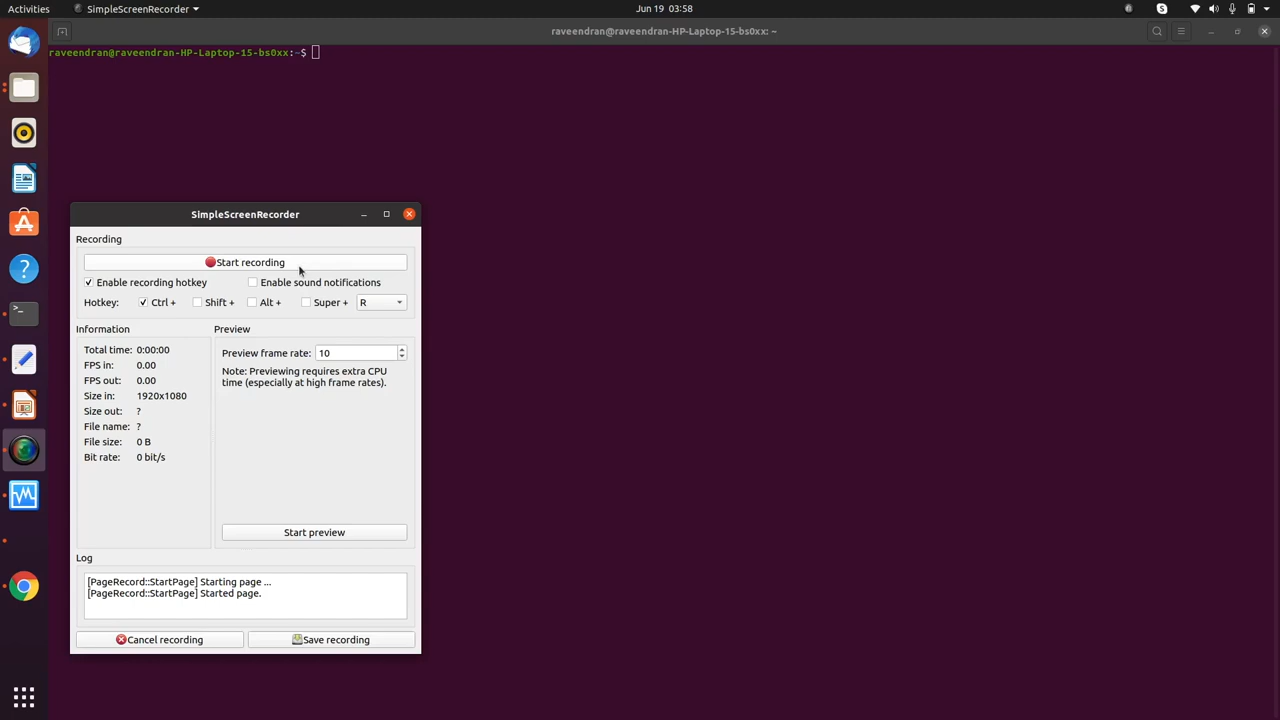 Activities
SimpleScreenRecorder
Jun 19 03:58
raveendran@raveendran-HP-Laptop-15-bs0xx: ~
raveendran@raveendran-HP-Laptop-15-bs0xx:~$
SimpleScreenRecorder
Recording
Start recording
Enable recording hotkey
Enable sound notifications
Hotkey: Ctrl + Shift + Alt + Super + R
Information
Total time: 0:00:00
FPS in: 0.00
FPS out: 0.00
Size in: 1920x1080
Size out: ?
File name: ?
File size: 0 B
Bit rate: 0 bit/s
Preview
Preview frame rate: 10
Note: Previewing requires extra CPU
time (especially at high frame rates).
Start preview
Log
[PageRecord::StartPage] Starting page ...
[PageRecord::StartPage] Started page.
Cancel recording
Save recording